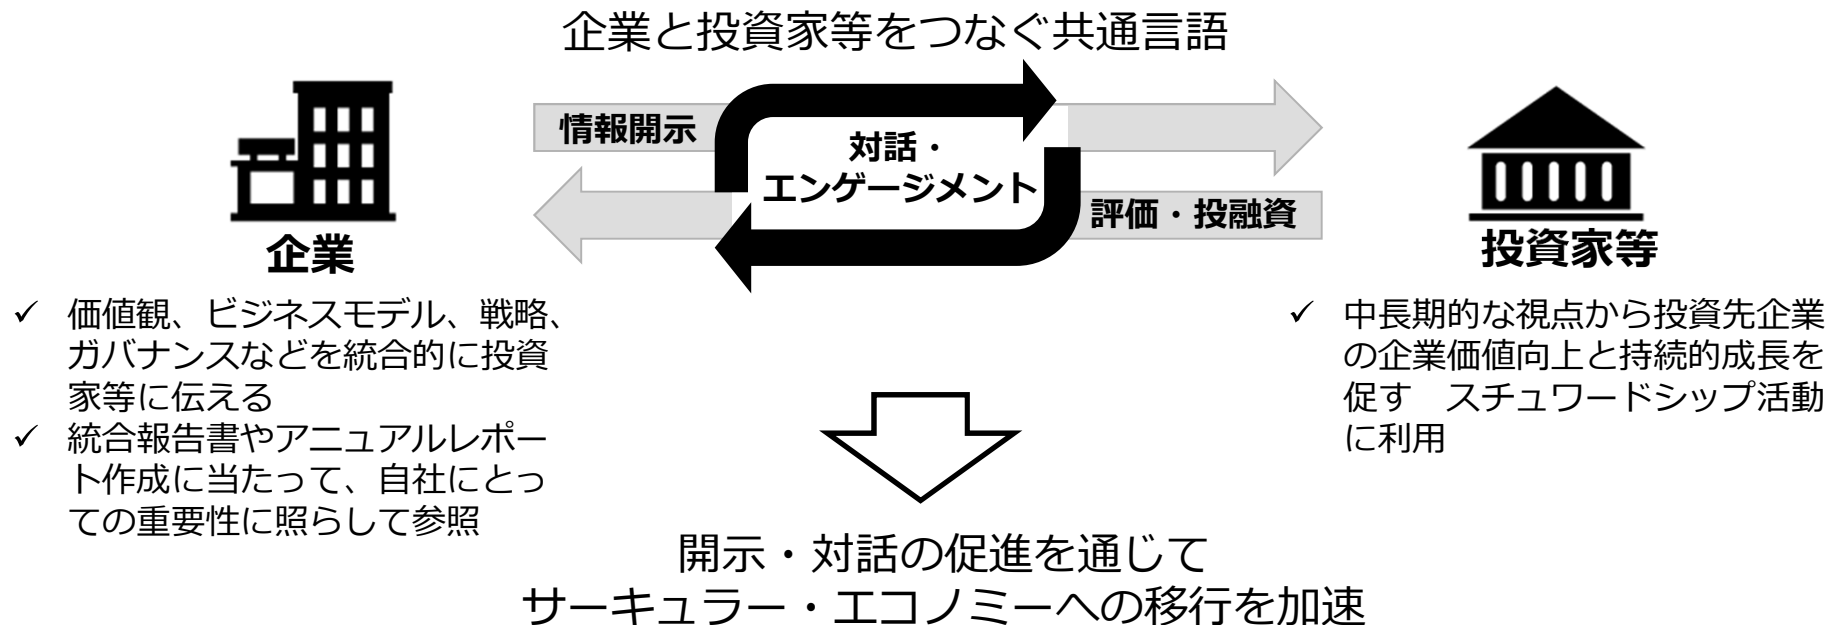 企業と投資家等をつなぐ共通言語
情報開示
対話・
エンゲージメント
評価・投融資
企業
投資家等
✓ 価値観、ビジネスモデル、戦略、
ガバナンスなどを統合的に投資
家等に伝える
✓ 統合報告書やアニュアルレポー
ト作成に当たって、自社にとっ
ての重要性に照らして参照
✓ 中長期的な視点から投資先企業
の企業価値向上と持続的成長を
促す　スチュワードシップ活動
に利用
開示・対話の促進を通じて
サーキュラー・エコノミーへの移行を加速